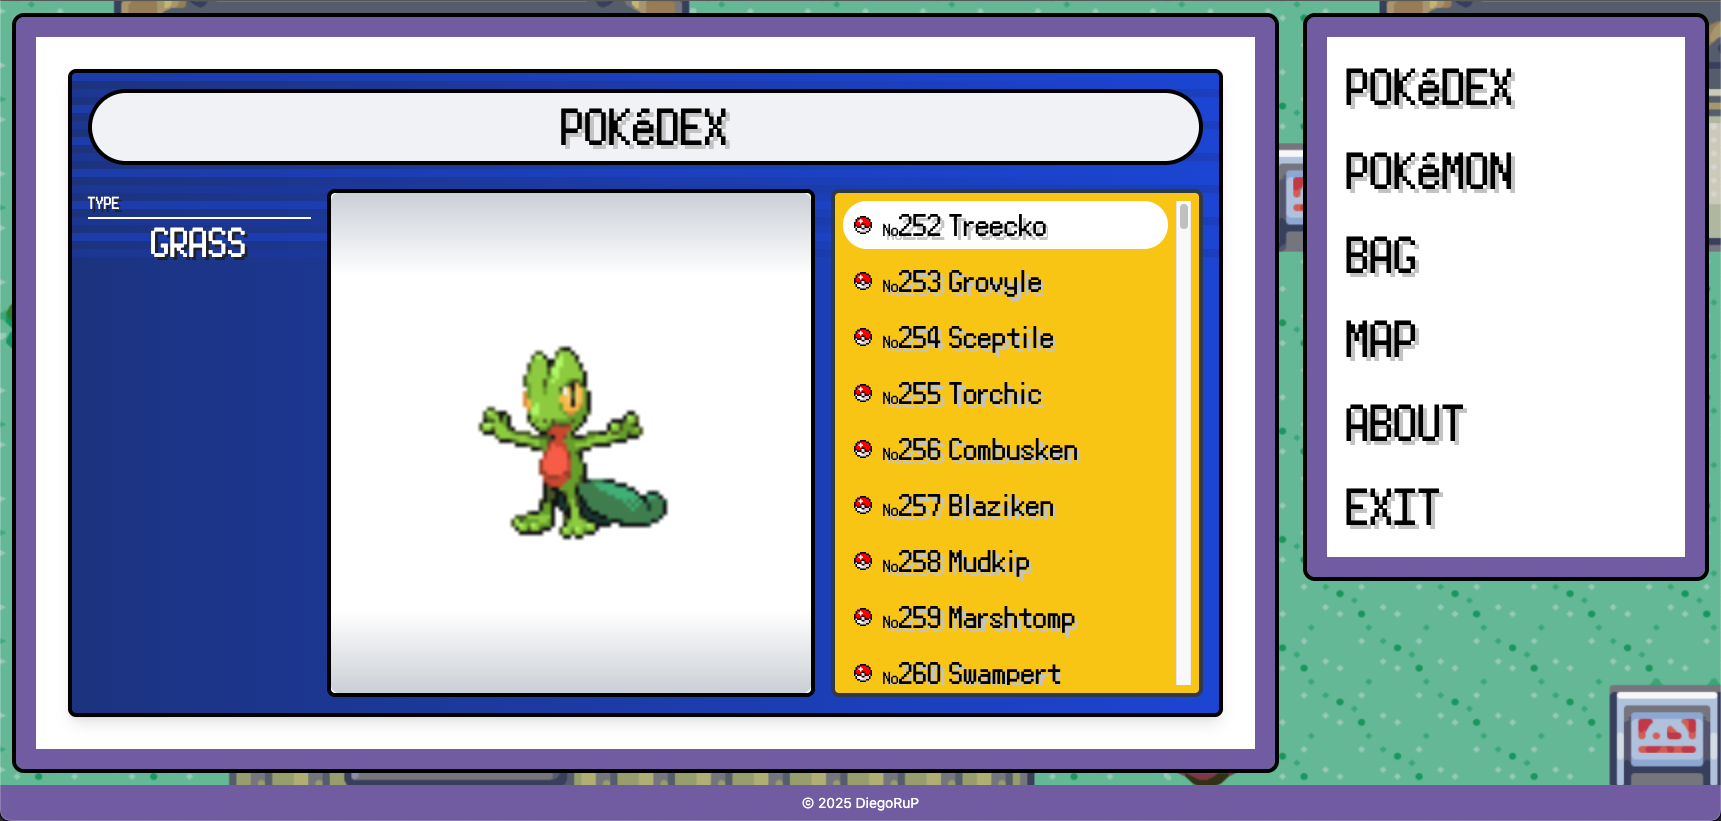 POKéDEX
TYPE
GRASS
No252 Treecko
No253 Grovyle
No254 Sceptile
No255 Torchic
No256 Combusken
No257 Blaziken
No258 Mudkip
No259 Marshtomp
No260 Swampert
POKéDEX
POKéMON
BAG
MAP
ABOUT
EXIT
© 2025 DiegoRuP